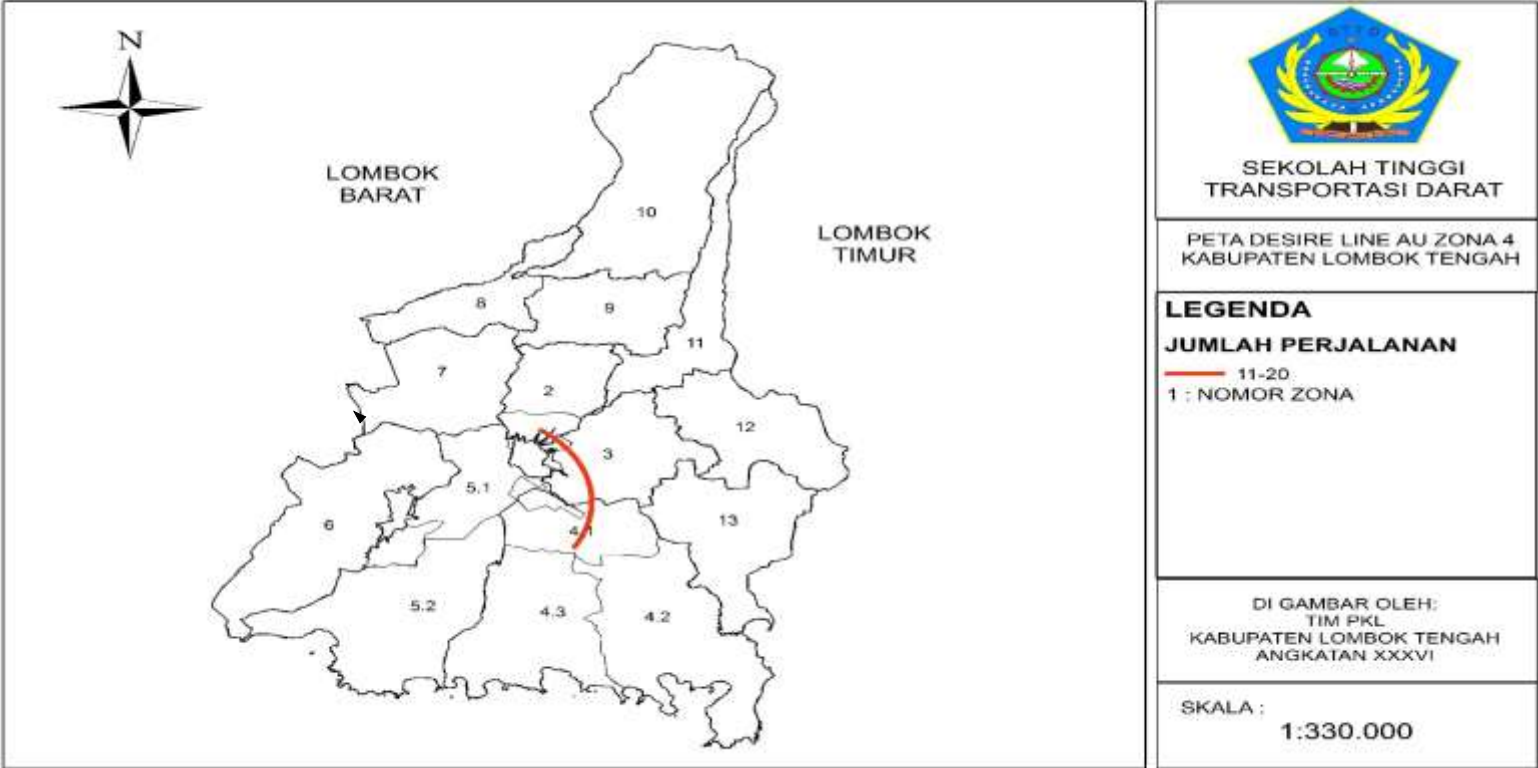 N
LOMBOK
BARAT
LOMBOK
TIMUR
10
8
9
11
7
2
12
3
5.1
6
13
4.1
5.2
4.3
4.2
STTD
SEKOLAH TINGGI
TRANSPORTASI DARAT
PETA DESIRE LINE AU ZONA 4
KABUPATEN LOMBOK TENGAH
LEGENDA
JUMLAH PERJALANAN
11-20
1 : NOMOR ZONA
DI GAMBAR OLEH:
TIM PKL
KABUPATEN LOMBOK TENGAH
ANGKATAN XXXVI
SKALA :
1:330.000